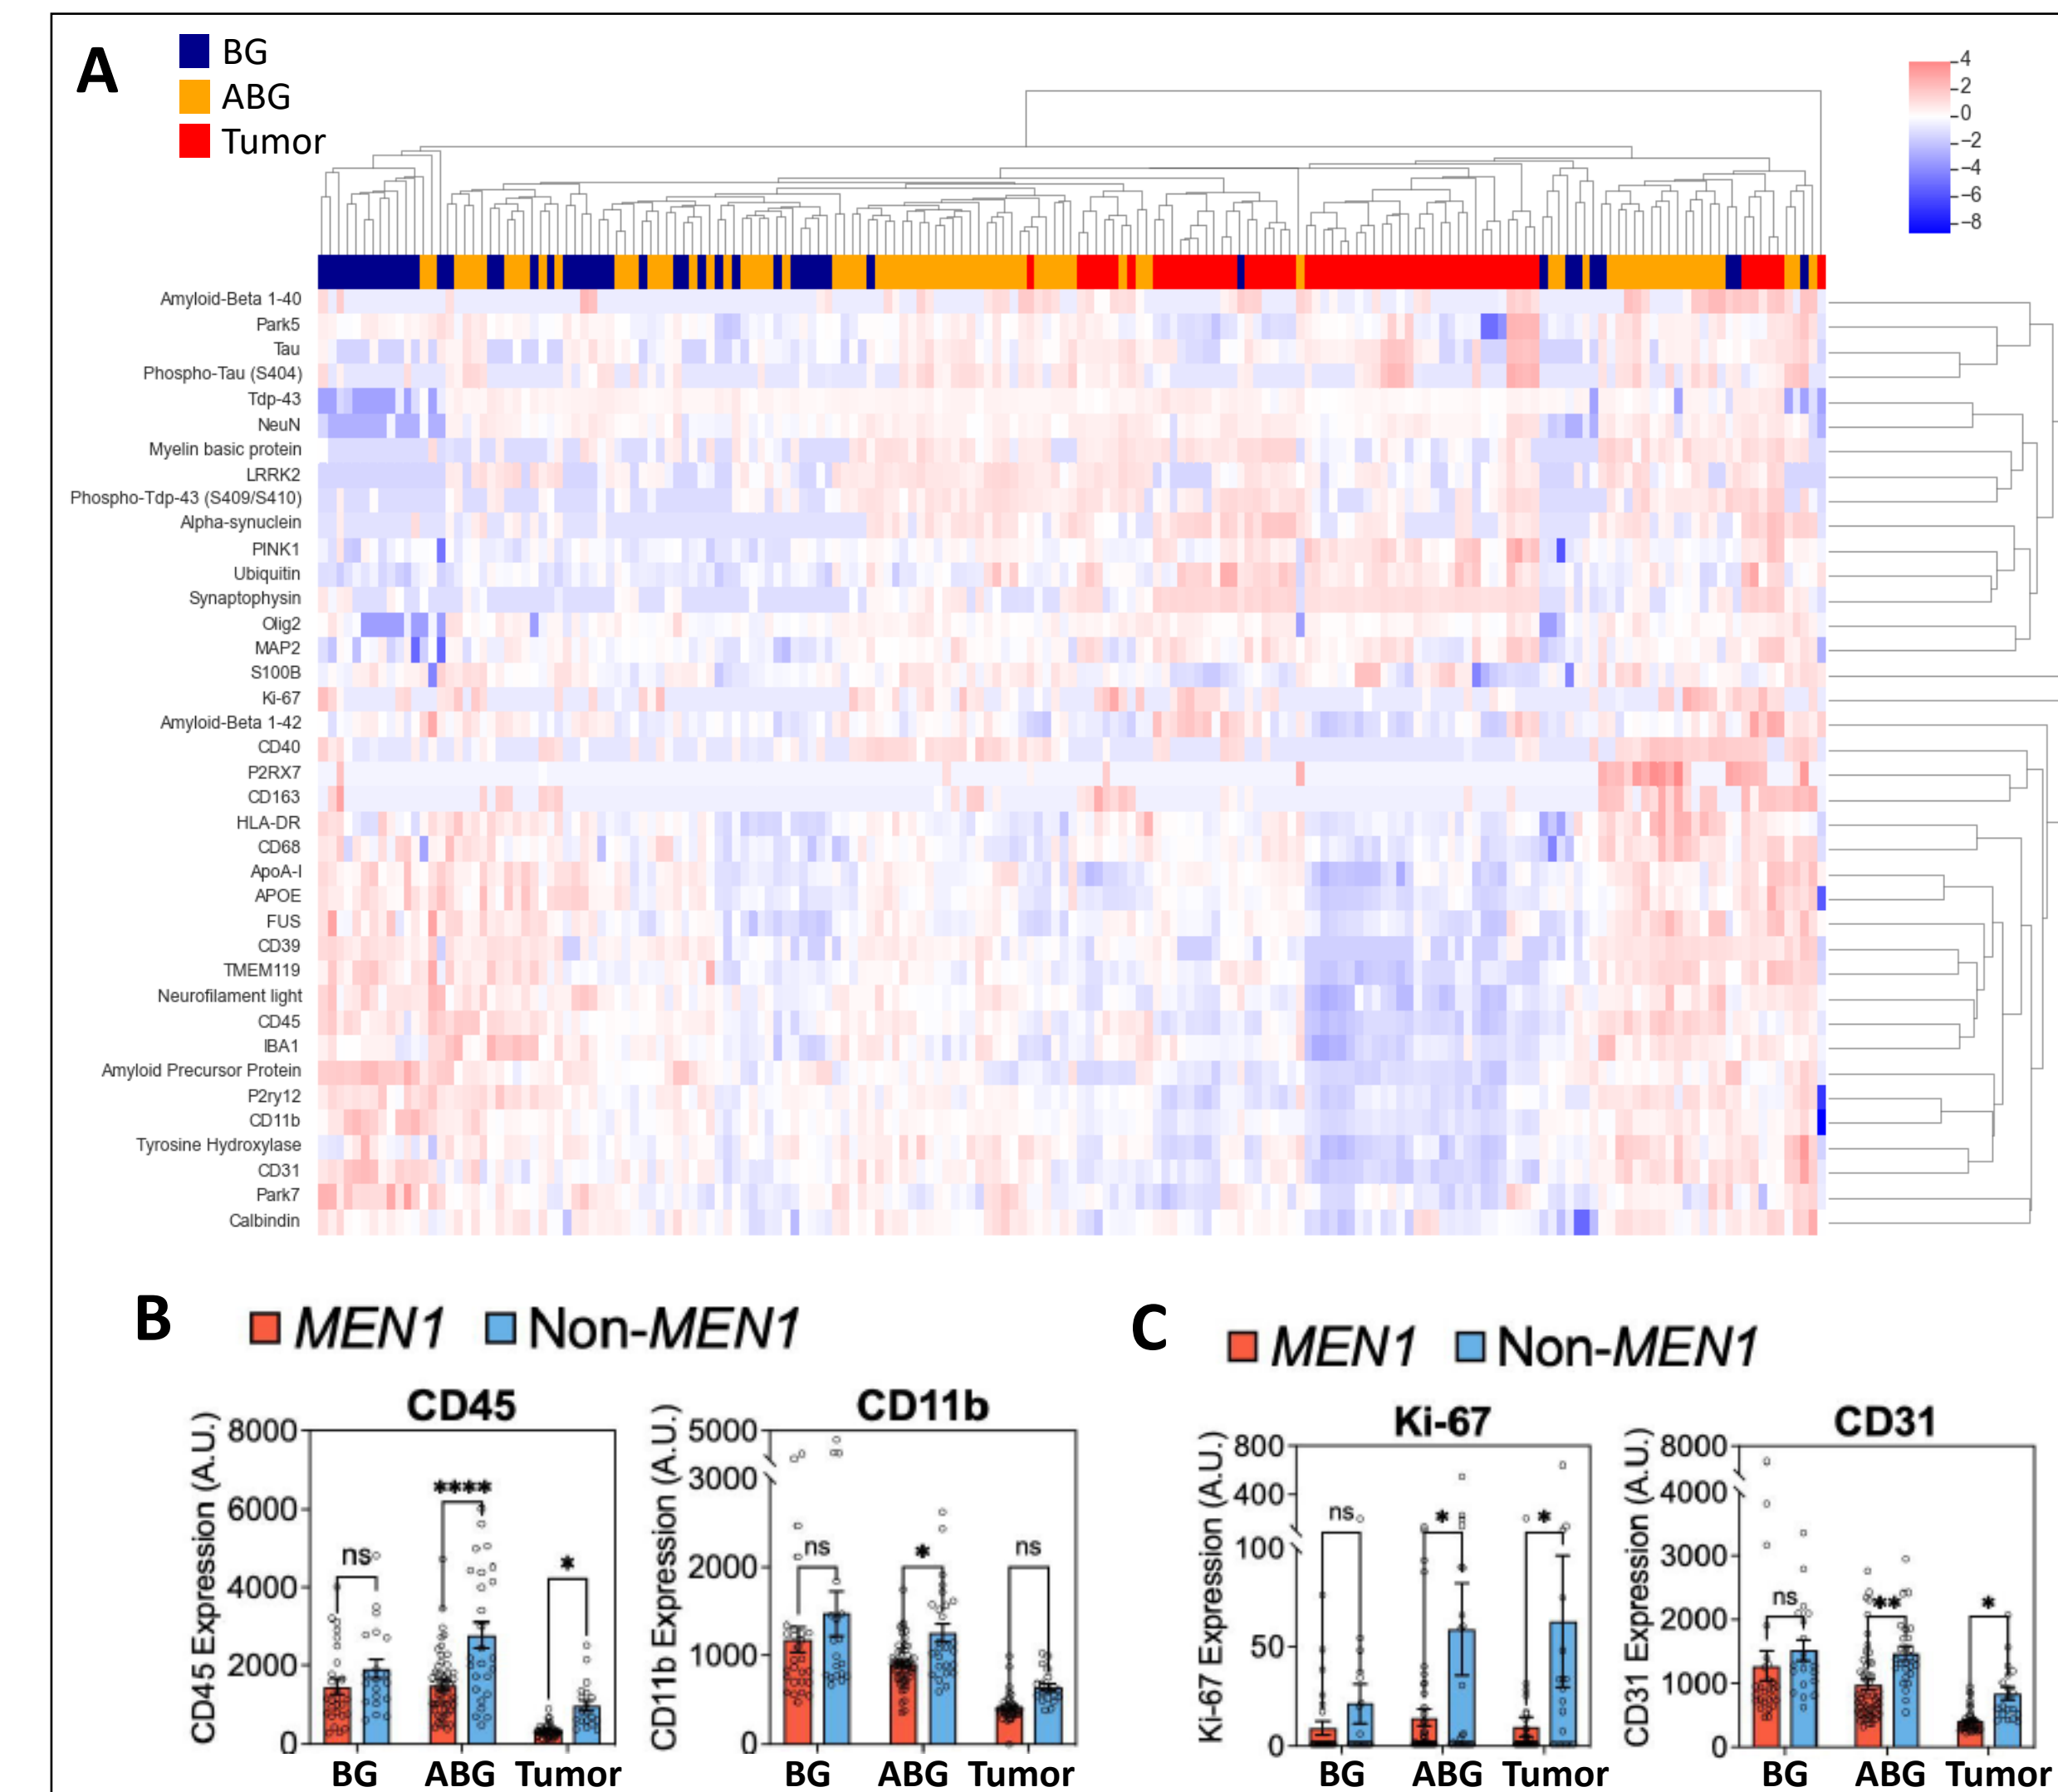 A
BG
ABG
Tumor
4
2
0
−2
−4
−6
−8
Amyloid-Beta 1-40
Park5
Tau
Phospho-Tau (S404)
Tdp-43
NeuN
Myelin basic protein
LRRK2
Phospho-Tdp-43 (S409/S410)
Alpha-synuclein
PINK1
Ubiquitin
Synaptophysin
Olig2
MAP2
S100B
Ki-67
Amyloid-Beta 1-42
CD40
P2RX7
CD163
HLA-DR
CD68
ApoA-I
APOE
FUS
CD39
TMEM119
Neurofilament light
CD45
IBA1
Amyloid Precursor Protein
P2ry12
CD11b
Tyrosine Hydroxylase
CD31
Park7
Calbindin
B
MEN1 Non-MEN1
CD45
CD45 Expression (A.U.)
8000
6000
4000
2000
0
ns
****
*
BG ABG Tumor
CD11b
CD11b Expression (A.U.)
5000
3000
2000
1000
0
ns
*
ns
BG ABG Tumor
C
MEN1 Non-MEN1
Ki-67
Ki-67 Expression (A.U.)
800
400
100
50
0
ns
*
*
BG ABG Tumor
CD31
CD31 Expression (A.U.)
8000
4000
3000
2000
1000
0
ns
**
*
BG ABG Tumor